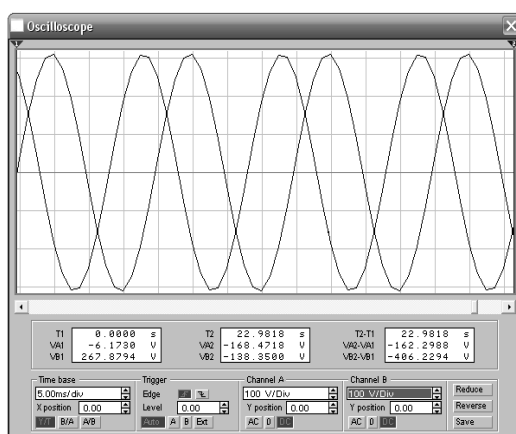 Oscilloscope
T1 0.0000 s
VA1 -6.1730 V
VB1 267.8794 V
T2 22.9818 s
VA2 -168.4718 V
VB2 -138.3500 V
T2-T1 22.9818 s
VA2-VA1 -162.2988 V
VB2-VB1 -406.2294 V
Time base
5.00ms/div
X position 0.00
Y/T B/A A/B
Trigger
Edge
Level 0.00
Auto A B Ext
Channel A
100 V/Div
Y position 0.00
AC 0 DC
Channel B
100 V/Div
Y position 0.00
AC 0 DC
Reduce
Reverse
Save